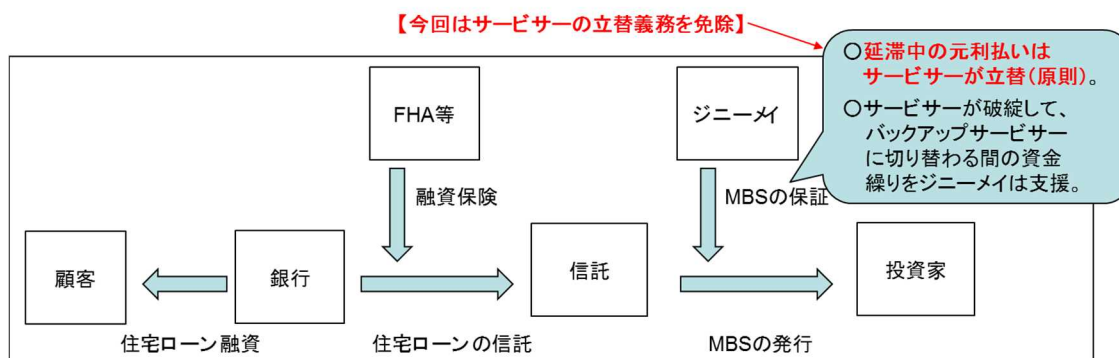 【今回はサービサーの立替義務を免除】
○延滞中の元利払いは
サービサーが立替(原則)。
○サービサーが破綻して、
バックアップサービサー
に切り替わる間の資金
繰りをジニーメイは支援。
FHA等
ジニーメイ
融資保険
MBSの保証
顧客
銀行
信託
投資家
住宅ローン融資
住宅ローンの信託
MBSの発行